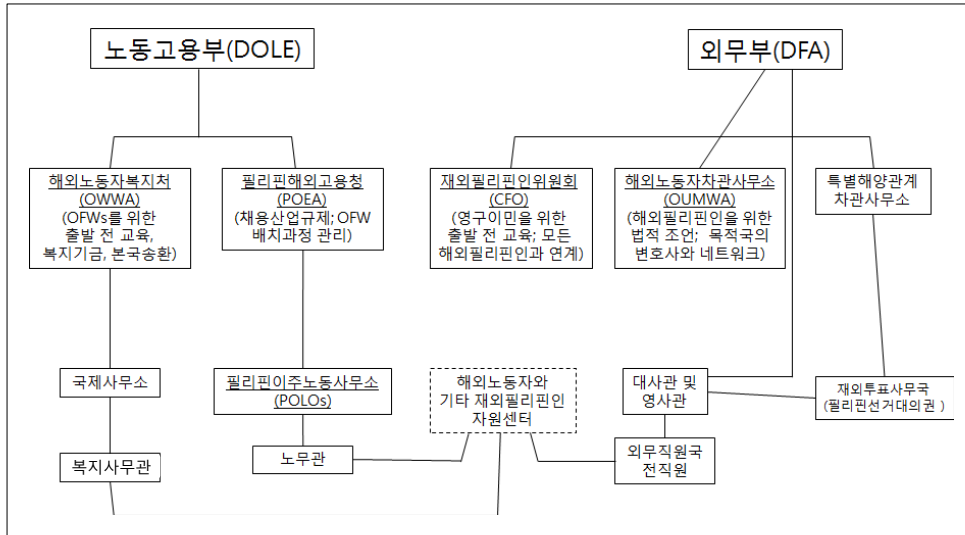 노동고용부(DOLE)
외무부(DFA)
해외노동자복지처
(OWWA)
(OFWs를 위한
출발 전 교육,
복지기금, 본국송환)
필리핀해외고용청
(POEA)
(채용산업규제; OFW
배치과정 관리)
재외필리핀인위원회
(CFO)
(영구이민을 위한
출발 전 교육; 모든
해외필리핀인과 연계)
해외노동자차관사무소
(OUMWA)
(해외필리핀인을 위한
법적 조언; 목적국의
변호사와 네트워크)
특별해양관계
차관사무소
국제사무소
필리핀이주노동사무소
(POLOs)
해외노동자와
기타 재외필리핀인
자원센터
대사관 및
영사관
재외투표사무국
(필리핀선거대의권 )
복지사무관
노무관
외무직원국
전직원